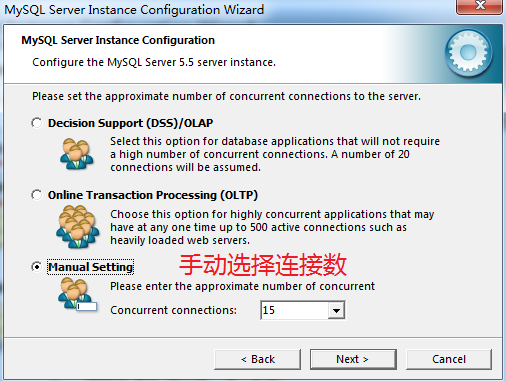 MySQL Server Instance Configuration Wizard
MySQL Server Instance Configuration
Configure the MySQL Server 5.5 server instance.
Please set the approximate number of concurrent connections to the server.
Decision Support (DSS)/OLAP
Select this option for database applications that will not require
a high number of concurrent connections. A number of 20
connections will be assumed.
Online Transaction Processing (OLTP)
Choose this option for highly concurrent applications that may
have at any one time up to 500 active connections such as
heavily loaded web servers.
Manual Setting
手动选择连接数
Please enter the approximate number of concurrent
Concurrent connections: 15
< Back Next > Cancel